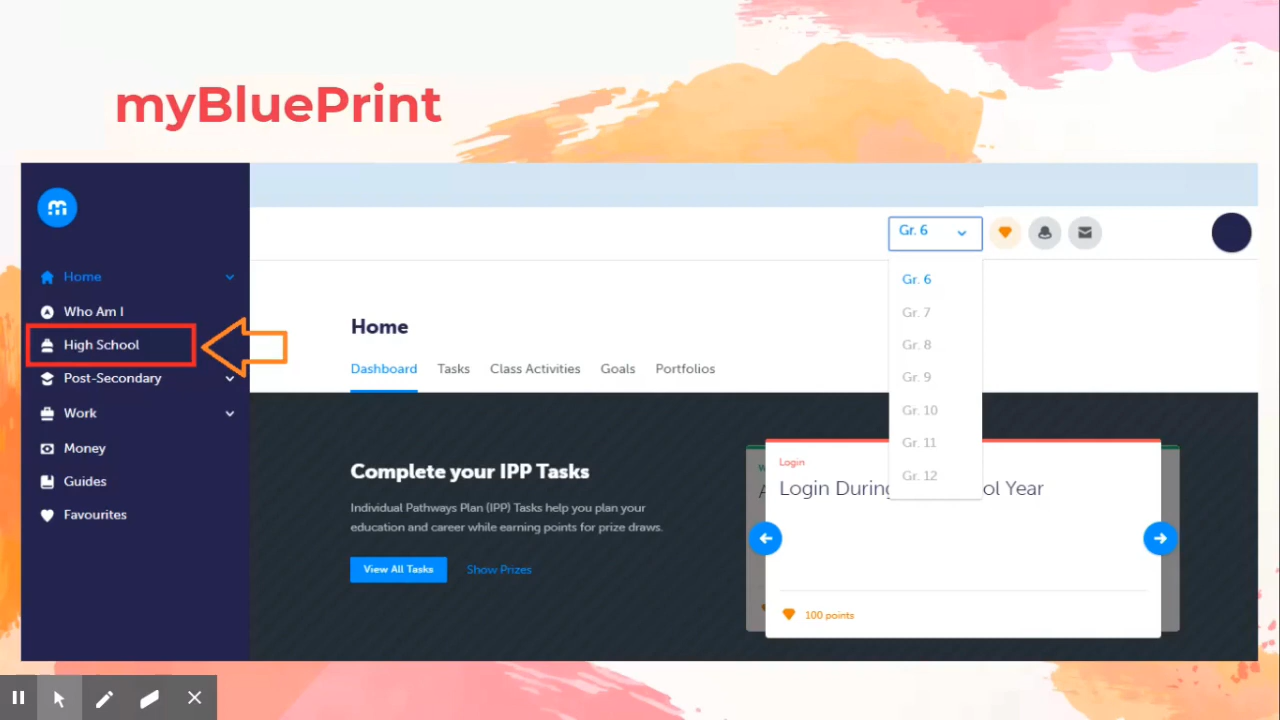 myBluePrint
Home
Who Am I
High School
Post-Secondary
Work
Money
Guides
Favourites
Gr. 6
Gr. 6
Gr. 7
Gr. 8
Gr. 9
Gr. 10
Gr. 11
Gr. 12
Home
Dashboard Tasks Class Activities Goals Portfolios
Complete your IPP Tasks
Individual Pathways Plan (IPP) Tasks help you plan your
education and career while earning points for prize draws.
View All Tasks Show Prizes
Login
Login During ol Year
100 points